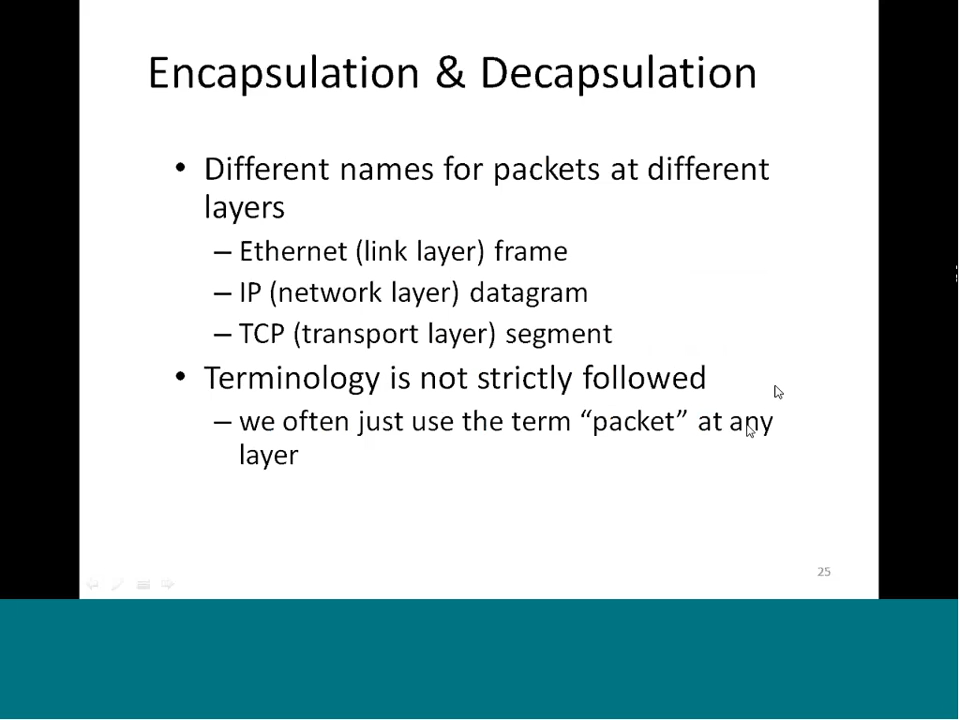 Encapsulation & Decapsulation
• Different names for packets at different
layers
– Ethernet (link layer) frame
– IP (network layer) datagram
– TCP (transport layer) segment
• Terminology is not strictly followed
– we often just use the term “packet” at any
layer
25